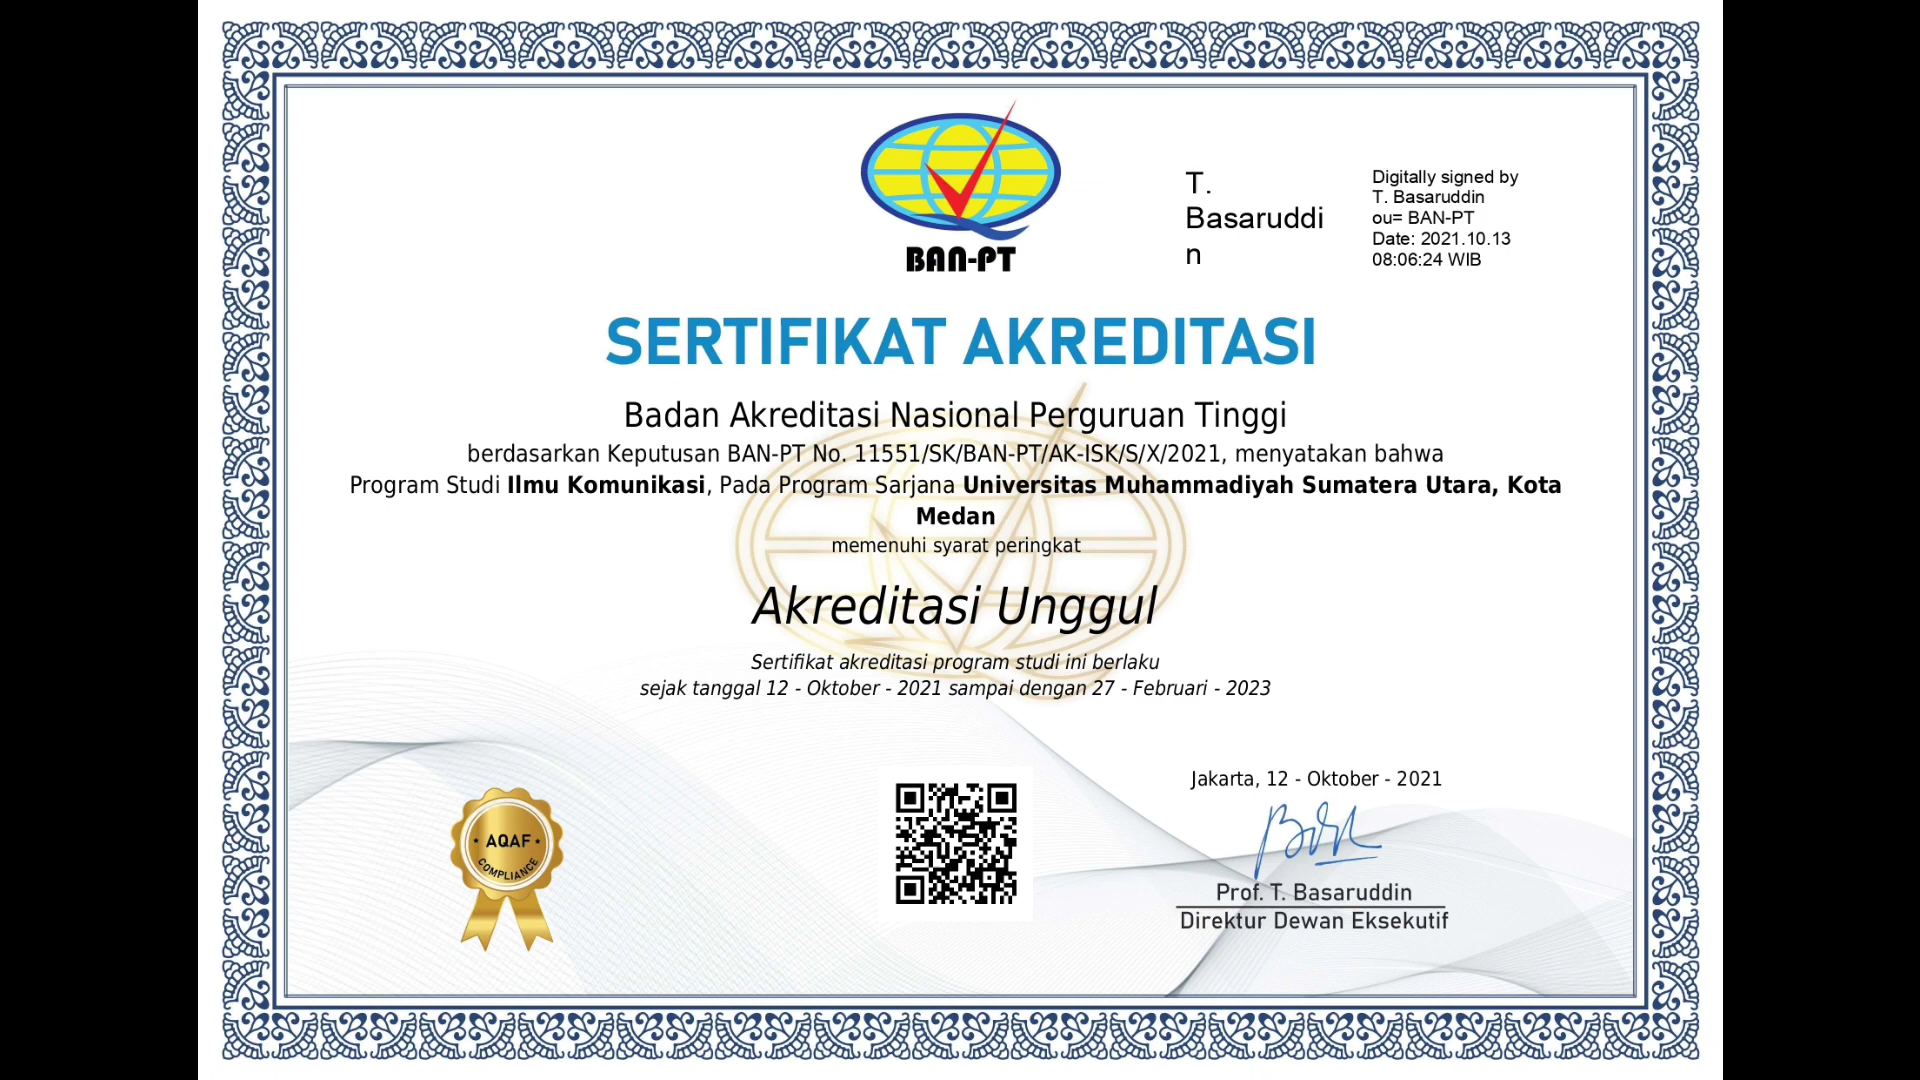 BAN-PT
T.
Basaruddi
n
Digitally signed by
T. Basaruddin
ou= BAN-PT
Date: 2021.10.13
08:06:24 WIB
SERTIFIKAT AKREDITASI
Badan Akreditasi Nasional Perguruan Tinggi
berdasarkan Keputusan BAN-PT No. 11551/SK/BAN-PT/AK-ISK/S/X/2021, menyatakan bahwa
Program Studi Ilmu Komunikasi, Pada Program Sarjana Universitas Muhammadiyah Sumatera Utara, Kota
Medan
memenuhi syarat peringkat
Akreditasi Unggul
Sertifikat akreditasi program studi ini berlaku
sejak tanggal 12 - Oktober - 2021 sampai dengan 27 - Februari - 2023
AQAF
COMPLIANCE
Jakarta, 12 - Oktober - 2021
Prof. T. Basaruddin
Direktur Dewan Eksekutif